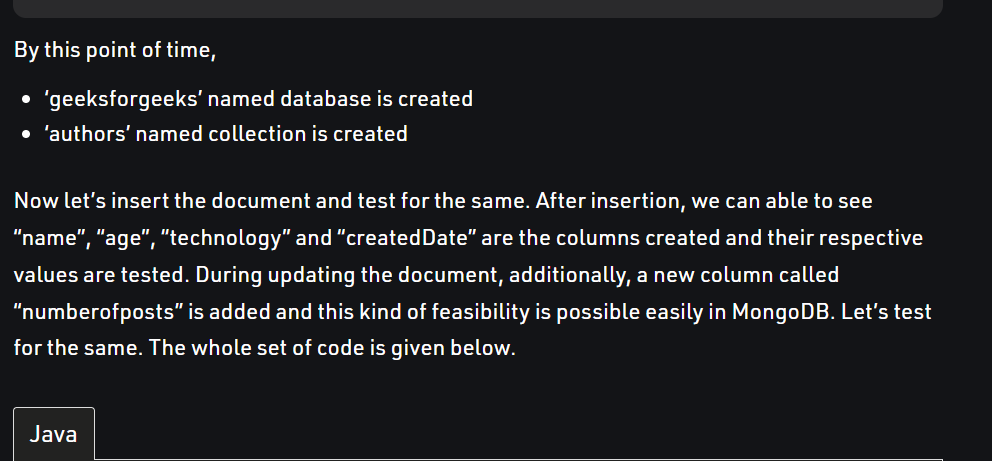 By this point of time,
• ‘geeksforgeeks’ named database is created
• ‘authors’ named collection is created
Now let’s insert the document and test for the same. After insertion, we can able to see
“name”, “age”, “technology” and “createdDate” are the columns created and their respective
values are tested. During updating the document, additionally, a new column called
“numberofposts” is added and this kind of feasibility is possible easily in MongoDB. Let’s test
for the same. The whole set of code is given below.
Java